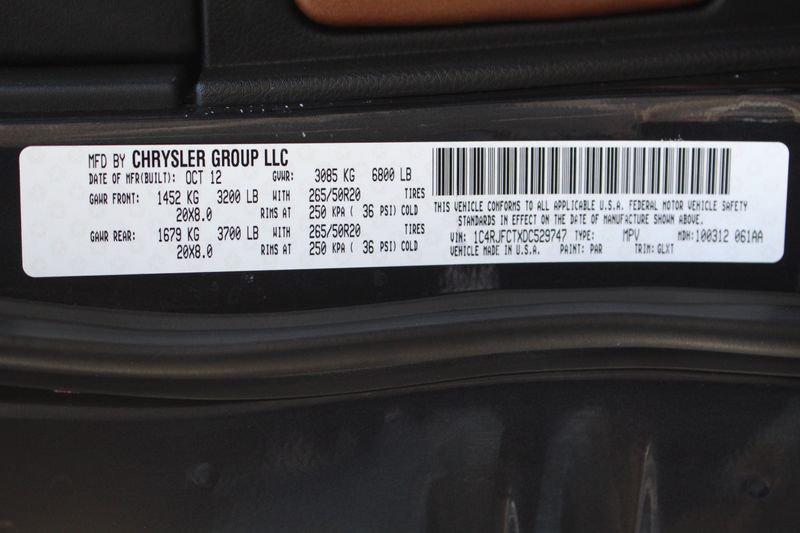 MFD BY CHRYSLER GROUP LLC
DATE OF MFR(BUILT): OCT 12 GVWR: 3085 KG 6800 LB
GAWR FRONT: 1452 KG 3200 LB WITH 265/50R20 TIRES
20X8.0 RIMS AT 250 KPA ( 36 PSI) COLD
GAWR REAR: 1679 KG 3700 LB WITH 265/50R20 TIRES
20X8.0 RIMS AT 250 KPA ( 36 PSI) COLD
THIS VEHICLE CONFORMS TO ALL APPLICABLE U.S.A. FEDERAL MOTOR VEHICLE SAFETY
STANDARDS IN EFFECT ON THE DATE OF MANUFACTURE SHOWN ABOVE.
VIN: 1C4RJFCTXDC529747 TYPE: MPV MDH: 100312 061AA
VEHICLE MADE IN U.S.A. PAINT: PAR TRIM: GLXT